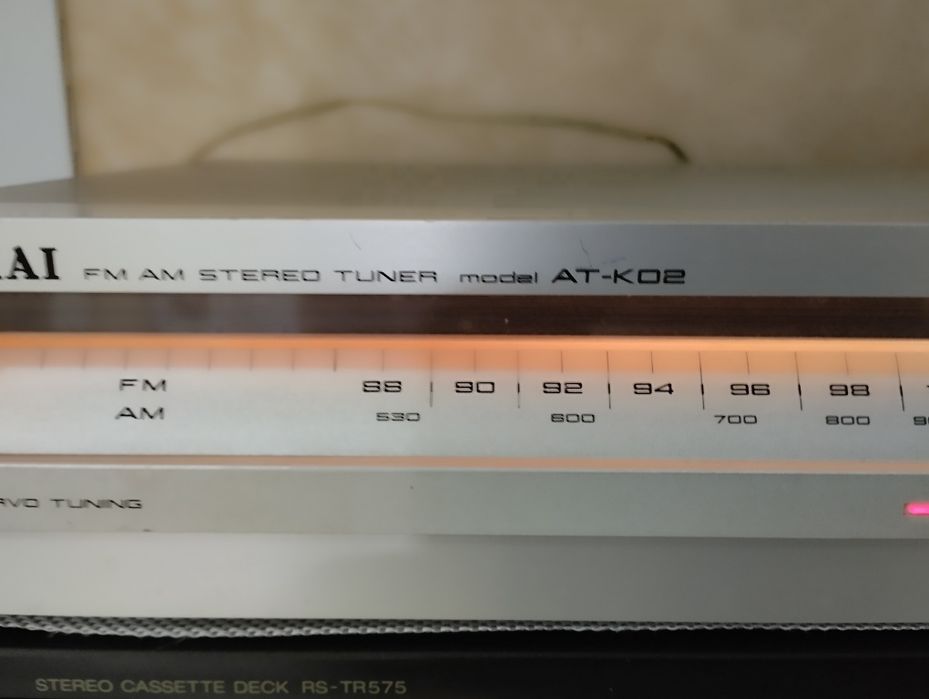 AI FM AM STEREO TUNER model AT-K02
FM 88 90 92 94 96 98
AM 530 600 700 800
RVO TUNING
STEREO CASSETTE DECK RS-TR575